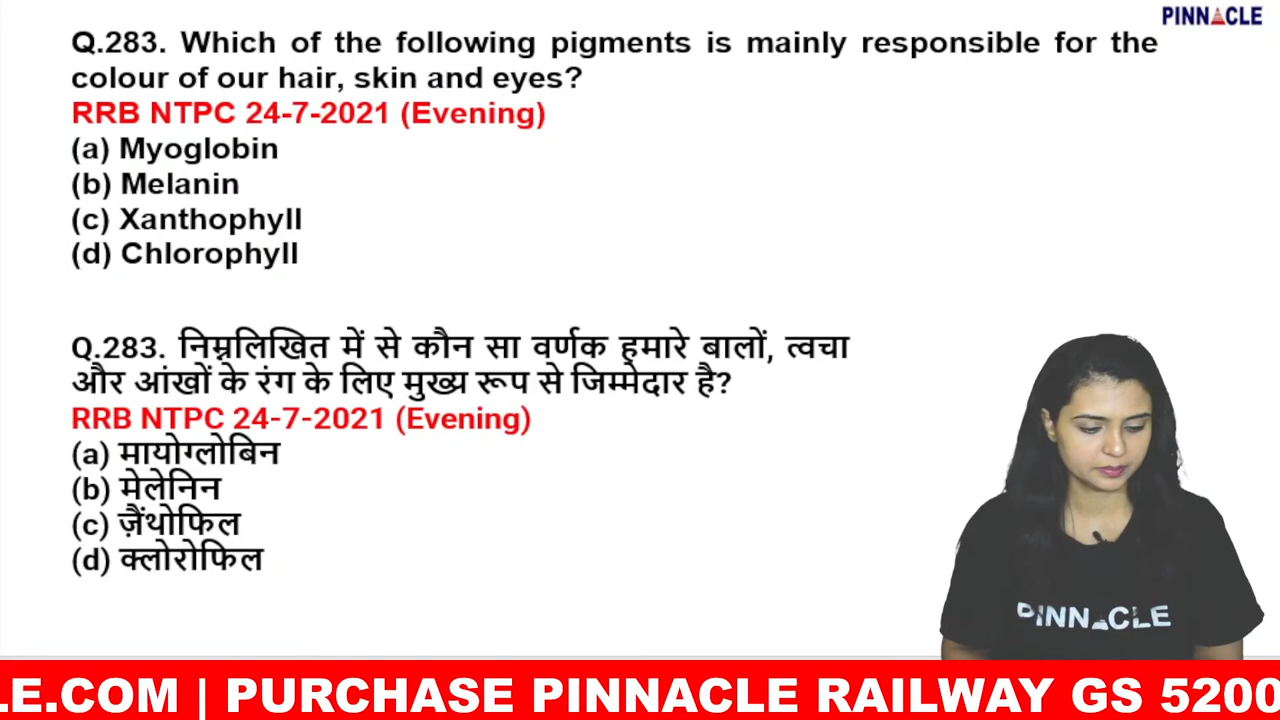 PINNACLE
Q.283. Which of the following pigments is mainly responsible for the
colour of our hair, skin and eyes?
RRB NTPC 24-7-2021 (Evening)
(a) Myoglobin
(b) Melanin
(c) Xanthophyll
(d) Chlorophyll
Q.283. निम्नलिखित में से कौन सा वर्णक हमारे बालों, त्वचा
और आंखों के रंग के लिए मुख्य रूप से जिम्मेदार है?
RRB NTPC 24-7-2021 (Evening)
(a) मायोग्लोबिन
(b) मेलेनिन
(c) ज़ैंथोफिल
(d) क्लोरोफिल
PINNACLE
LE.COM | PURCHASE PINNACLE RAILWAY GS 5200